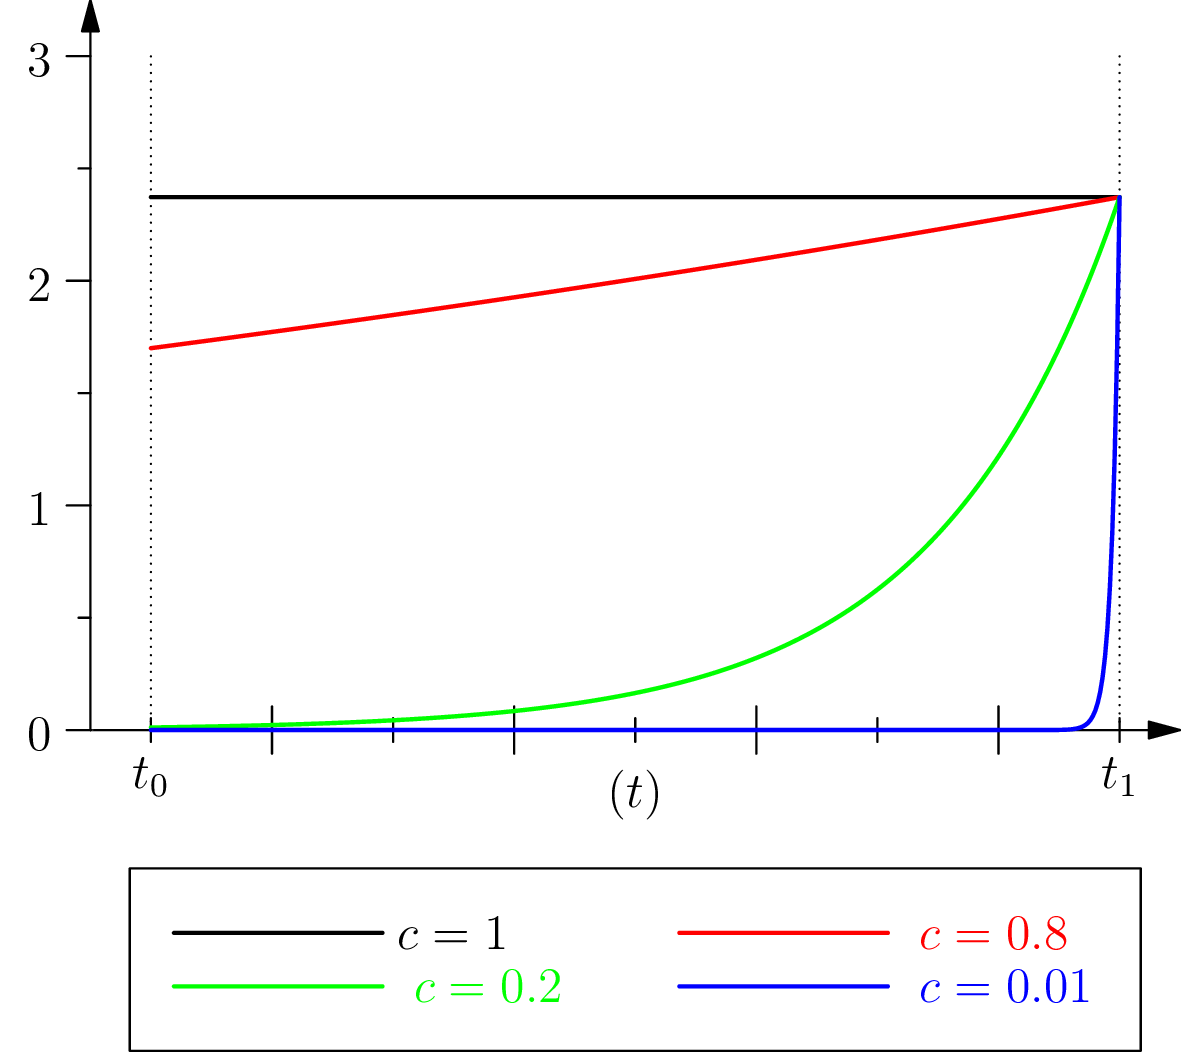 3
2
1
0
t₀ (t) t₁
c = 1 c = 0.8
c = 0.2 c = 0.01